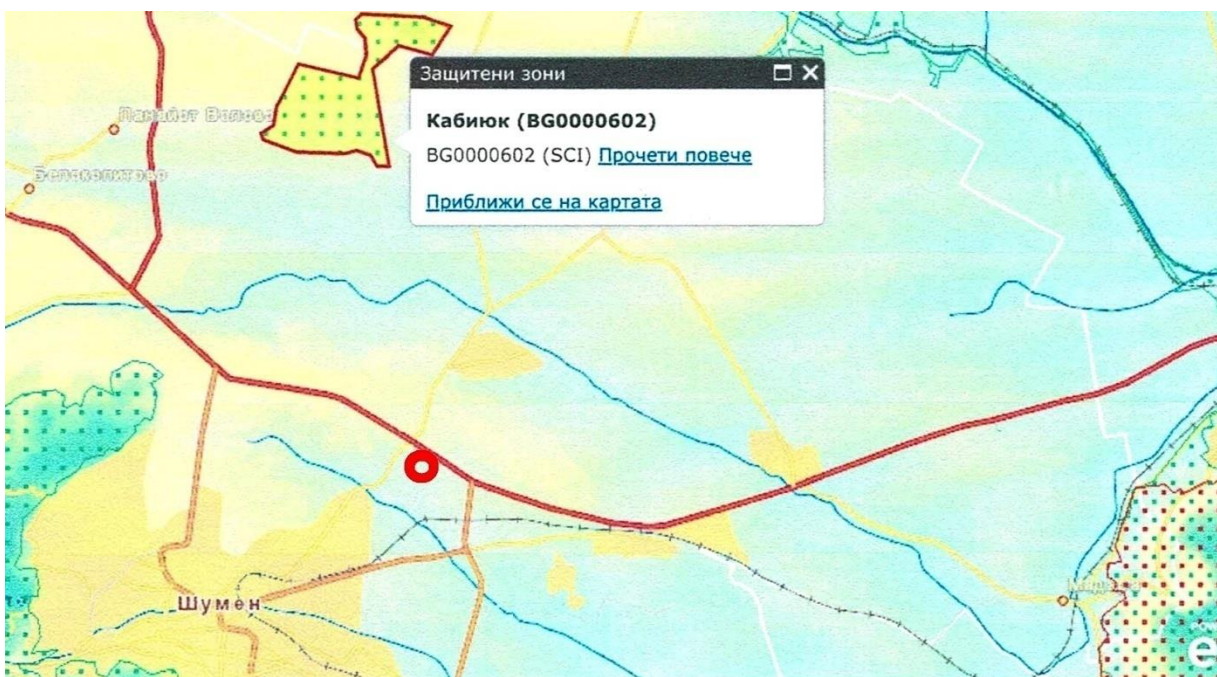 Защитени зони
Кабиюк (BG0000602)
BG0000602 (SCI) Прочети повече
Приближи се на картата
Панайот Волово
Белокопитово
Шумен